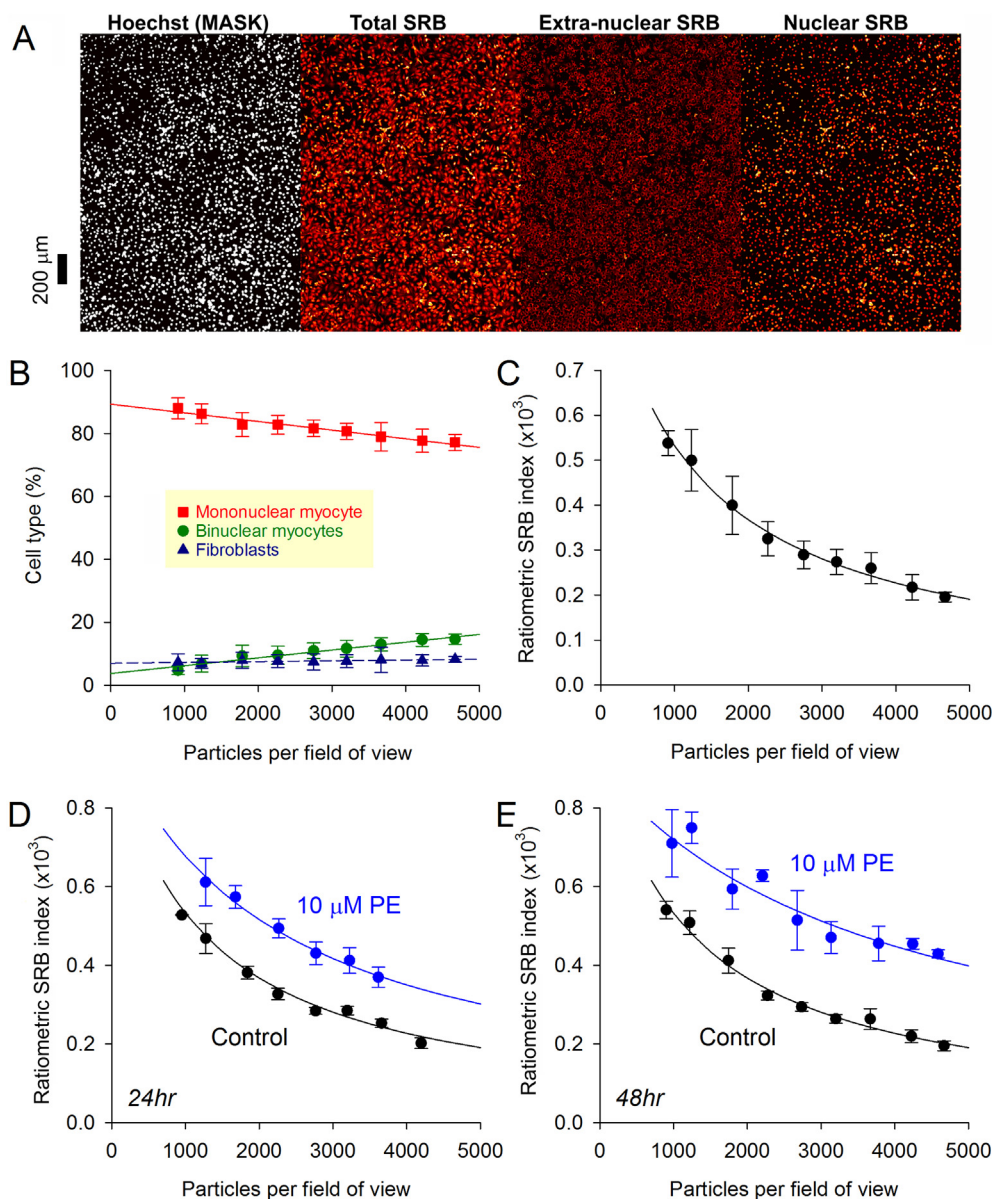 A
Hoechst (MASK) Total SRB Extra-nuclear SRB Nuclear SRB
200 μm
B
Cell type (%)
100
80
60
40
20
0
Mononuclear myocyte
Binuclear myocytes
Fibroblasts
0 1000 2000 3000 4000 5000
Particles per field of view
C
Ratiometric SRB index (x10³)
0.7
0.6
0.5
0.4
0.3
0.2
0.1
0.0
0 1000 2000 3000 4000 5000
Particles per field of view
D
Ratiometric SRB index (x10³)
0.8
0.6
0.4
0.2
0.0
10 μM PE
Control
24hr
0 1000 2000 3000 4000 5000
Particles per field of view
E
Ratiometric SRB index (x10³)
0.8
0.6
0.4
0.2
0.0
10 μM PE
Control
48hr
0 1000 2000 3000 4000 5000
Particles per field of view